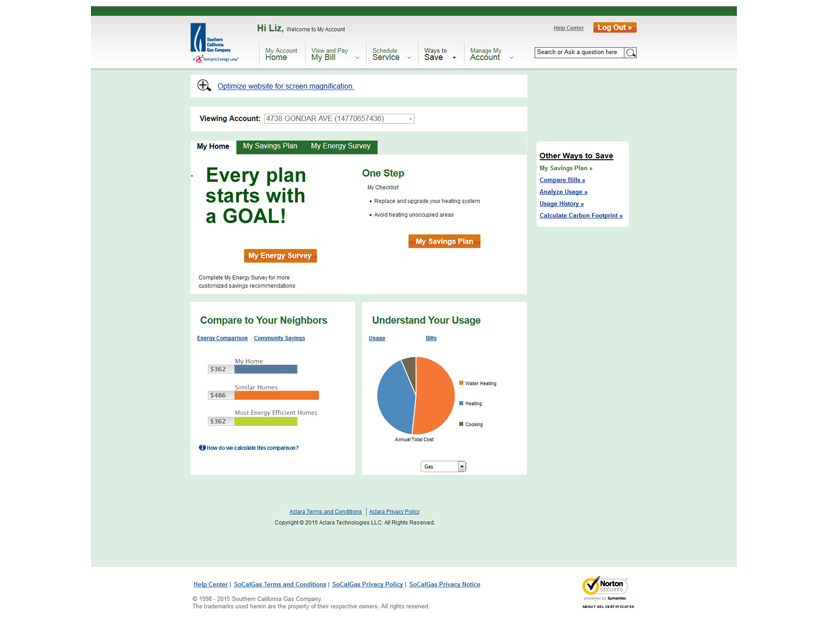 Hi Liz, Welcome to My Account
Help Center
Log Out »
Southern
California
Gas Company
A Sempra Energy utility
My Account
Home
View and Pay
My Bill
Schedule
Service
Ways to
Save
Manage My
Account
Search or Ask a question here
Optimize website for screen magnification.
Viewing Account: 4738 GONDAR AVE (14770657436)
My Home My Savings Plan My Energy Survey
Every plan
starts with
a GOAL!
My Energy Survey
Complete My Energy Survey for more
customized savings recommendations
One Step
My Checklist
• Replace and upgrade your heating system
• Avoid heating unoccupied areas
My Savings Plan
Other Ways to Save
My Savings Plan »
Compare Bills »
Analyze Usage »
Usage History »
Calculate Carbon Footprint »
Compare to Your Neighbors
Energy Comparison Community Savings
My Home
$362
Similar Homes
$486
Most Energy Efficient Homes
$362
How do we calculate this comparison?
Understand Your Usage
Usage Bills
Water Heating
Heating
Cooking
Annual Total Cost
Gas
Aclara Terms and Conditions | Aclara Privacy Policy
Copyright © 2015 Aclara Technologies LLC. All Rights Reserved.
Help Center | SoCalGas Terms and Conditions | SoCalGas Privacy Policy | SoCalGas Privacy Notice
© 1998 - 2015 Southern California Gas Company.
The trademarks used herein are the property of their respective owners. All rights reserved.
Norton
SECURED
powered by Symantec
ABOUT SSL CERTIFICATES